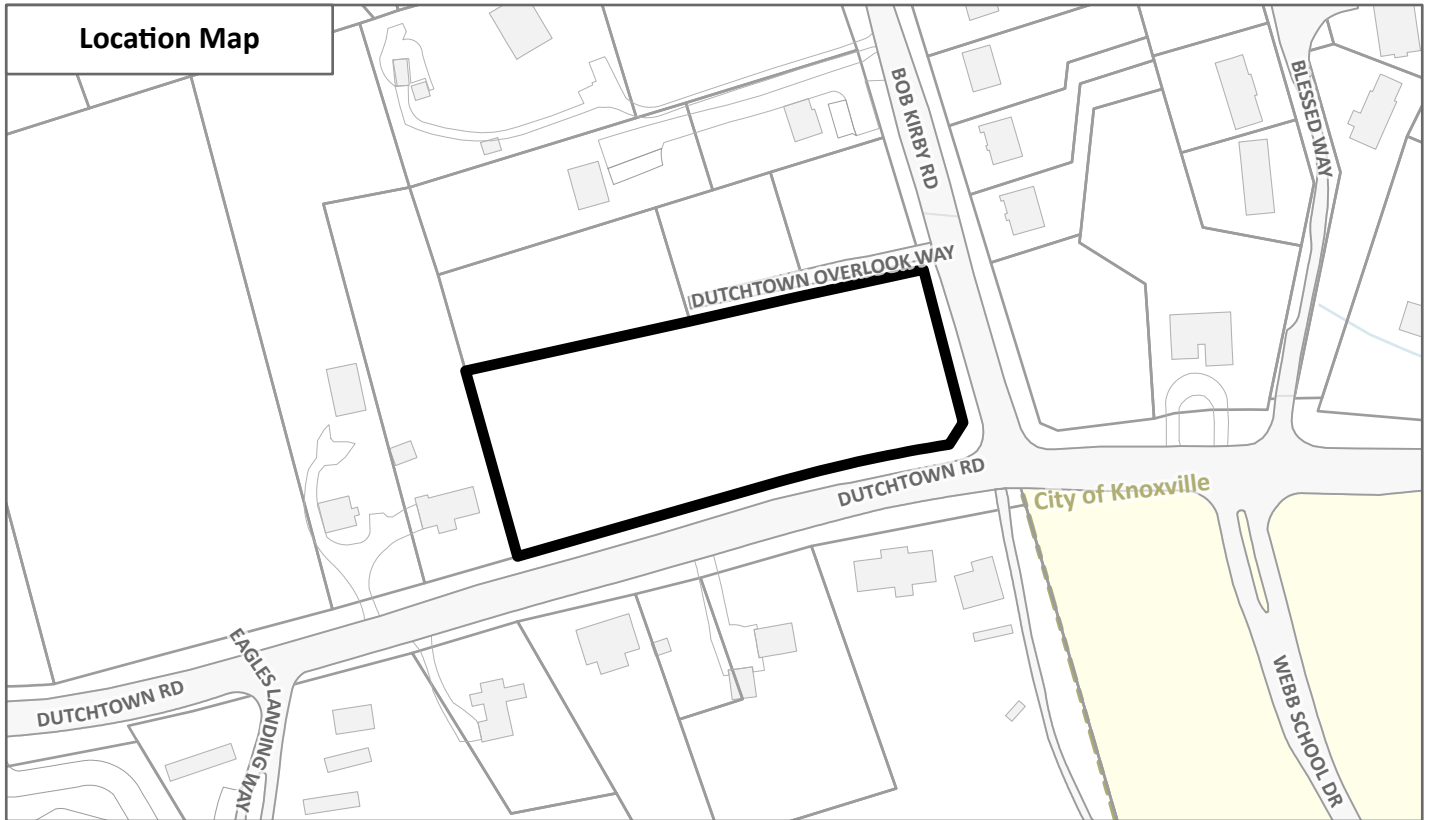 Location Map
BOB KIRBY RD
BLESSED WAY
DUTCHTOWN OVERLOOK WAY
DUTCHTOWN RD
City of Knoxville
EAGLES LANDING WAY
DUTCHTOWN RD
WEBB SCHOOL DR